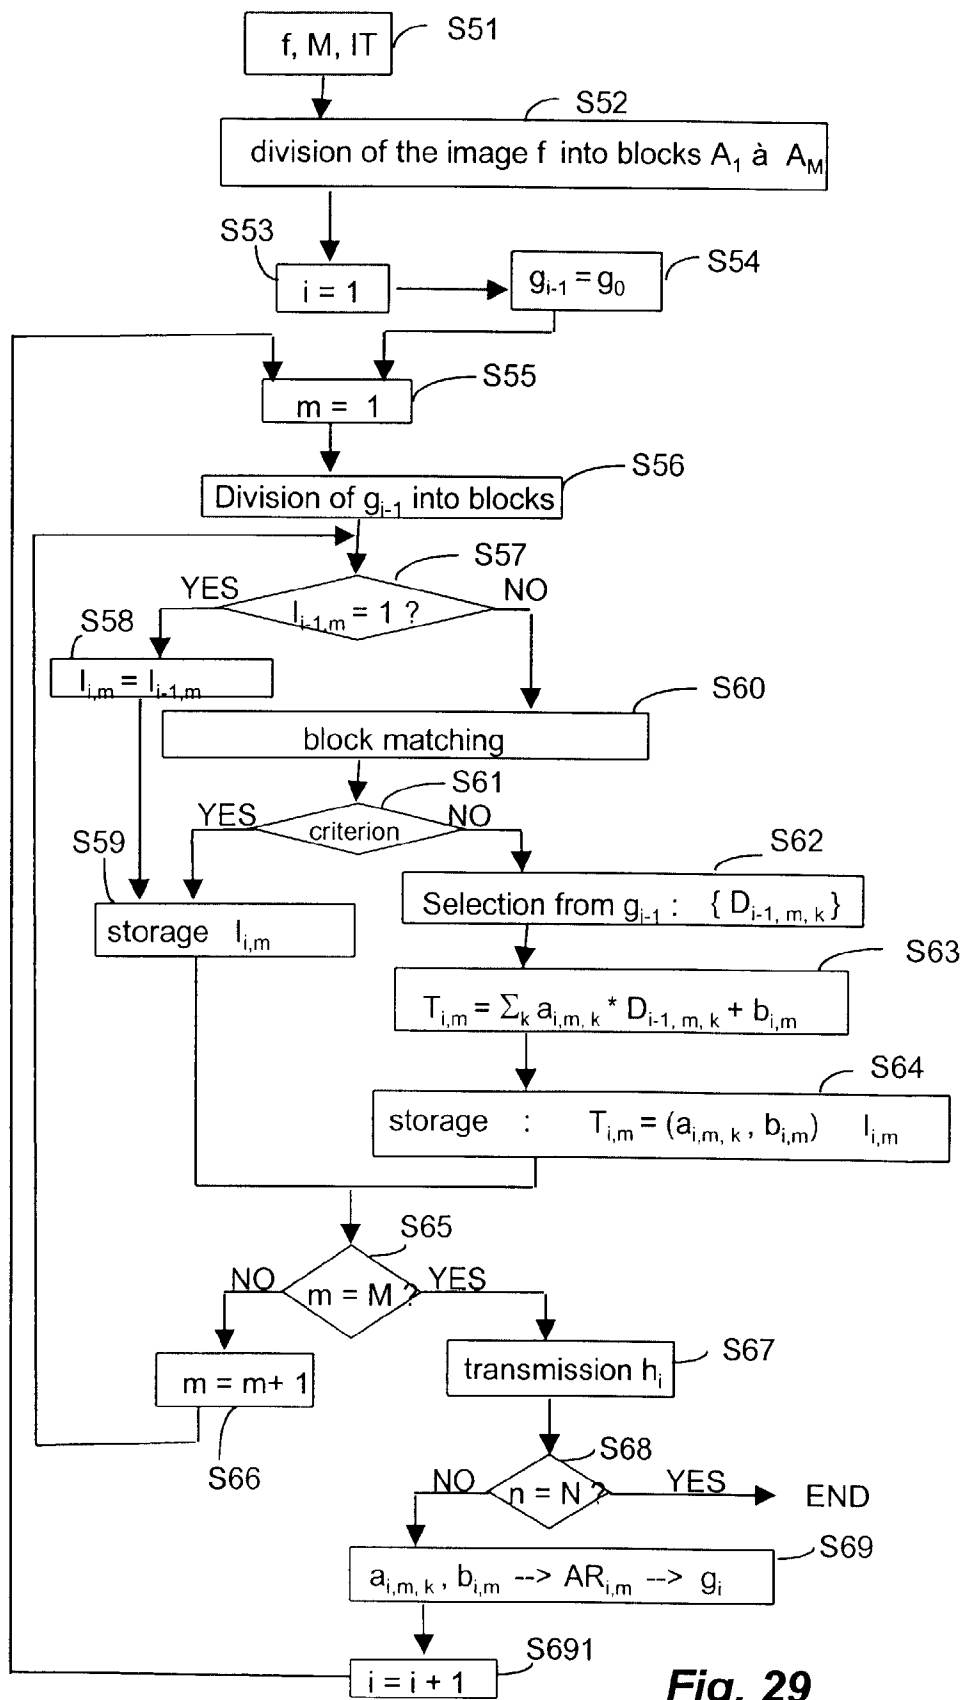 f, M, IT
S51
S52
division of the image f into blocks A1 à AM
S53
i = 1
gi-1 = g0
S54
S55
m = 1
S56
Division of gi-1 into blocks
S57
YES
NO
Ii-1,m = 1 ?
S58
Ii,m = Ii-1,m
S60
block matching
S61
YES
NO
criterion
S59
storage Ii,m
S62
Selection from gi-1 : { Di-1, m, k }
S63
Ti,m = Σk ai,m, k * Di-1, m, k + bi,m
S64
storage : Ti,m = (ai,m, k , bi,m) Ii,m
S65
NO
YES
m = M ?
S66
m = m+ 1
S67
transmission hi
S68
NO
YES
n = N ?
END
S69
ai,m, k , bi,m --> ARi,m --> gi
S691
i = i + 1
Fig. 29